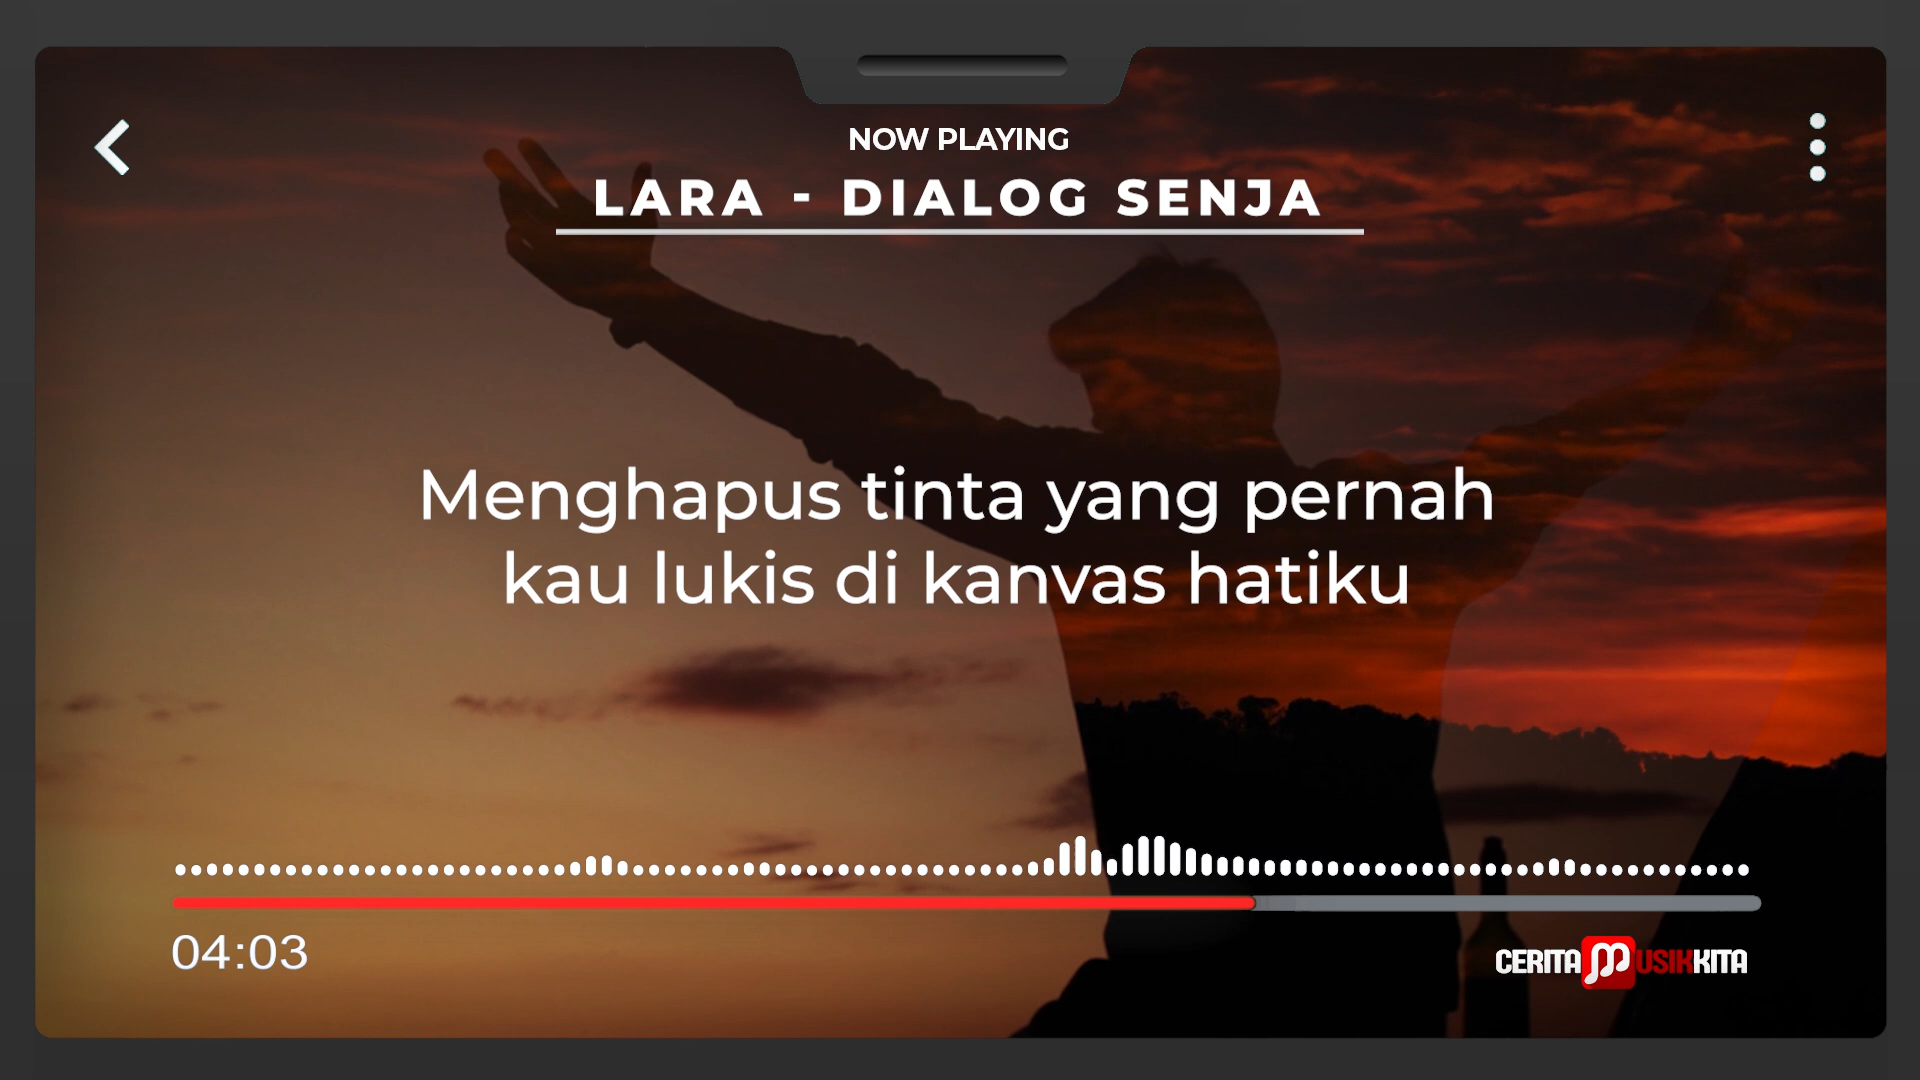 NOW PLAYING
LARA - DIALOG SENJA
Menghapus tinta yang pernah
kau lukis di kanvas hatiku
04:03
CERITA MUSIKKITA